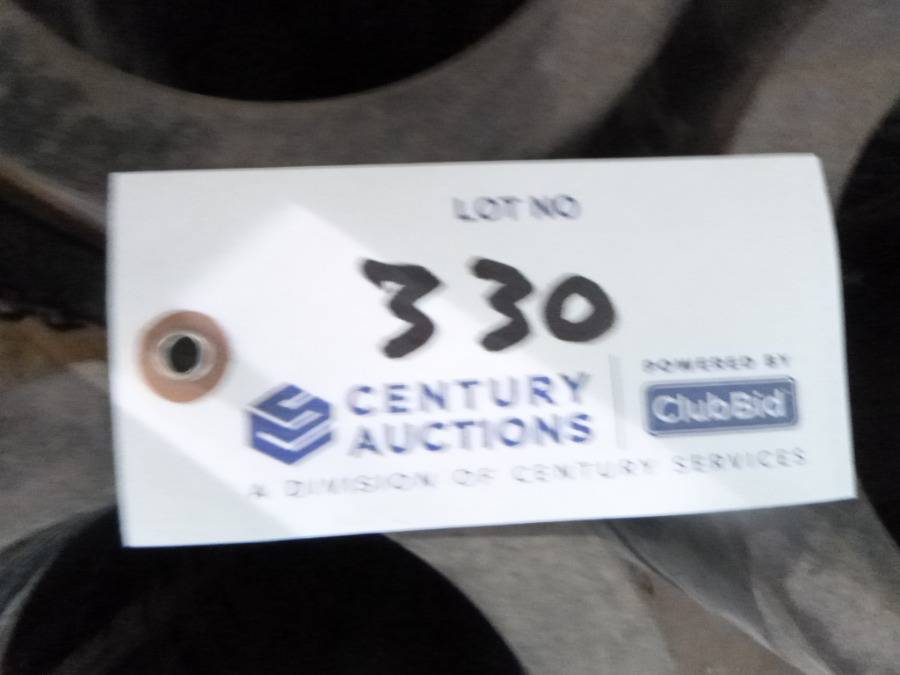 LOT NO
330
CENTURY
AUCTIONS
POWERED BY
ClubBid
A DIVISION OF CENTURY SERVICES